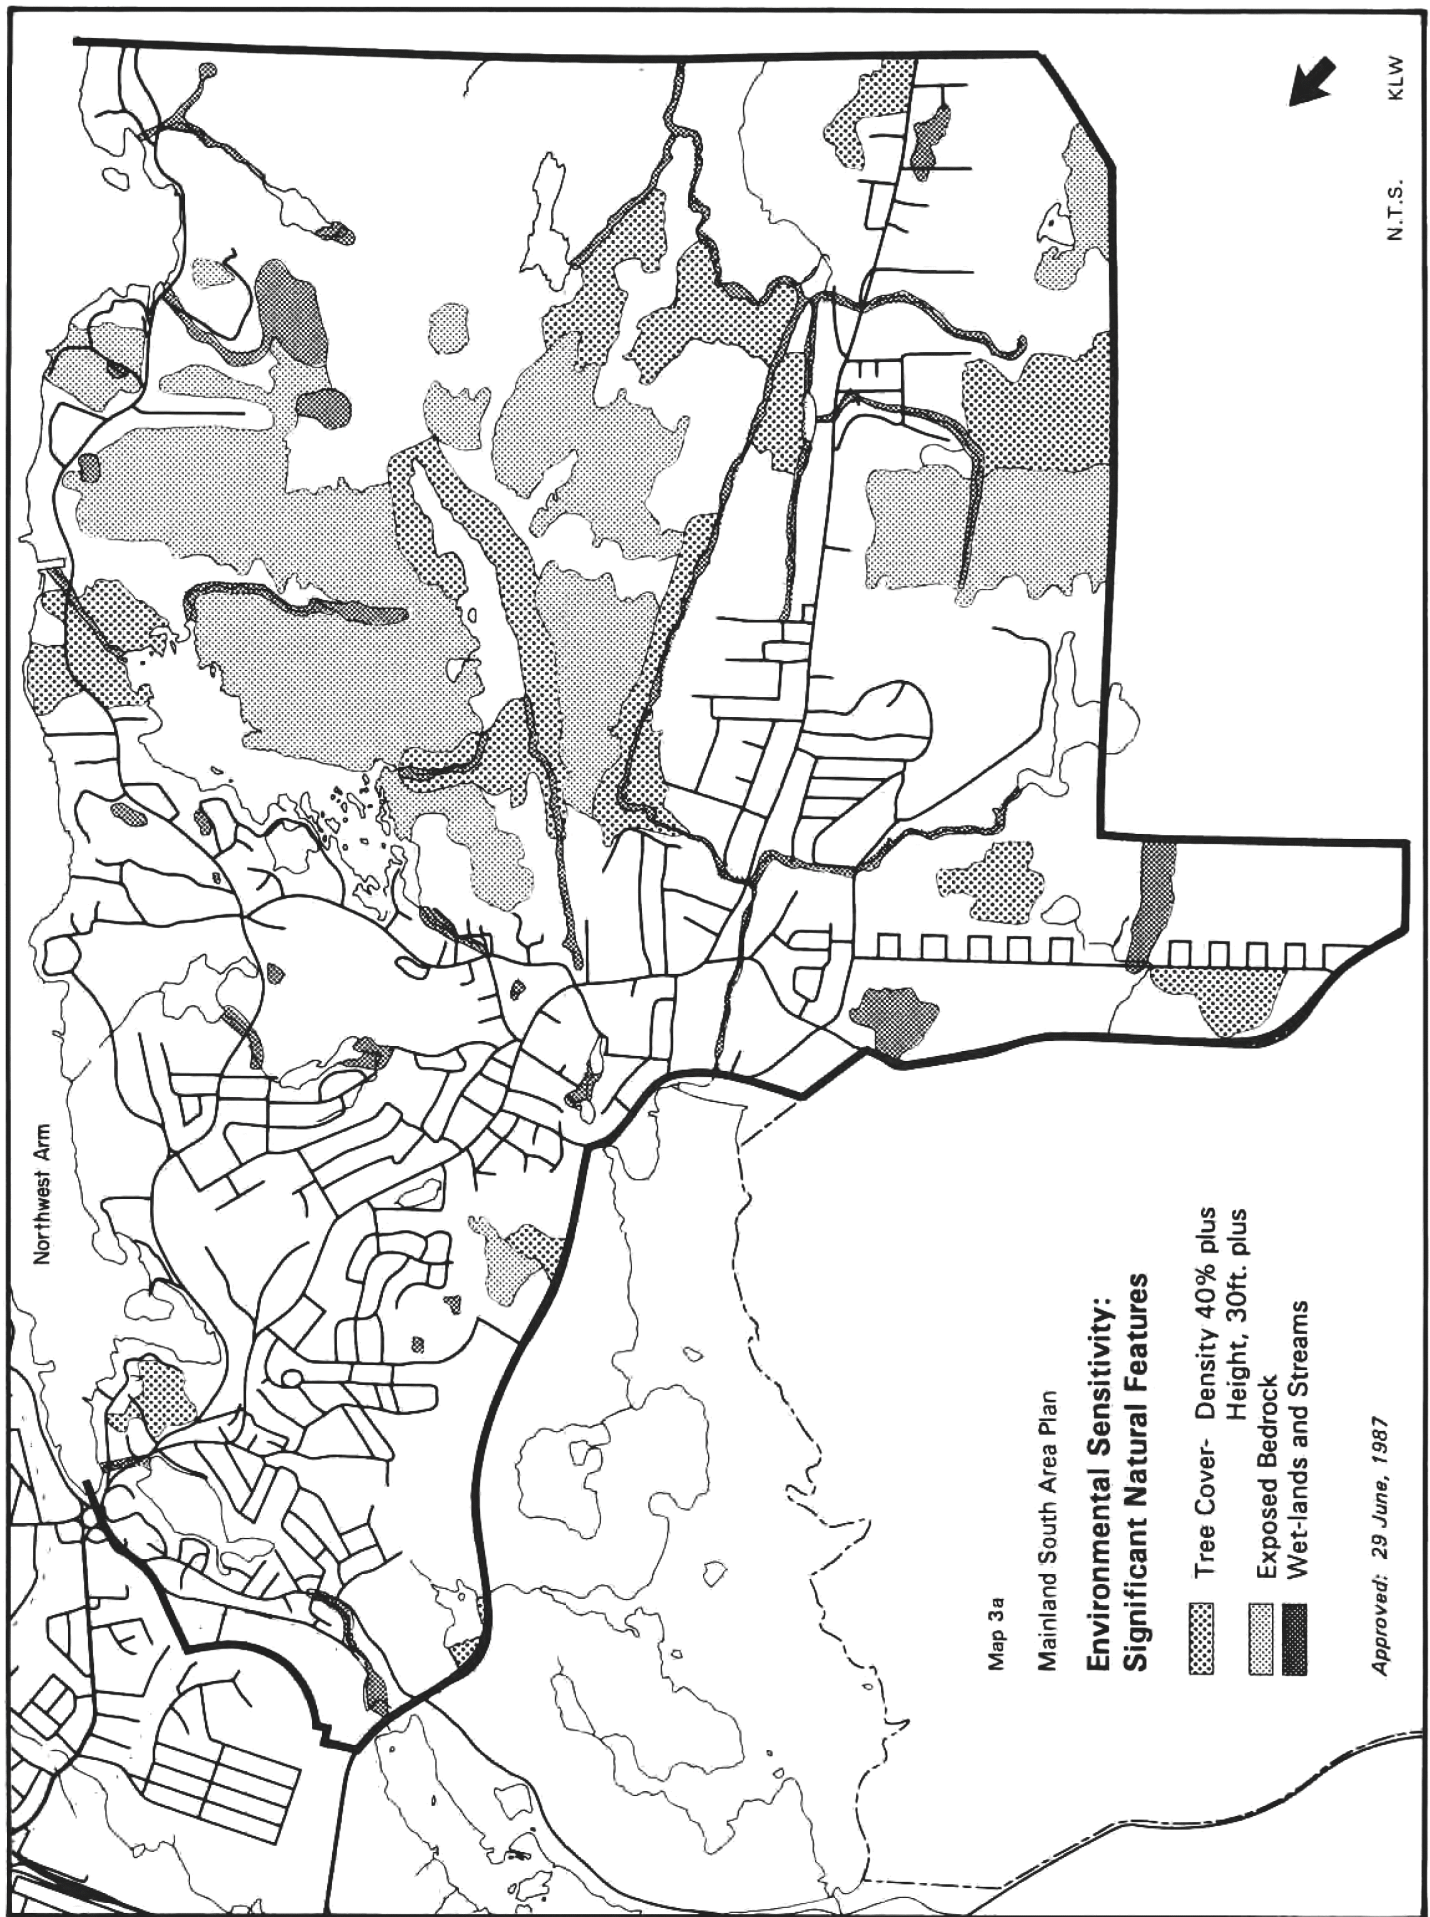 Northwest Arm
Map 3a
Mainland South Area Plan
Environmental Sensitivity:
Significant Natural Features
Tree Cover- Density 40% plus
Height, 30ft. plus
Exposed Bedrock
Wet-lands and Streams
Approved: 29 June, 1987
N.T.S. KLW